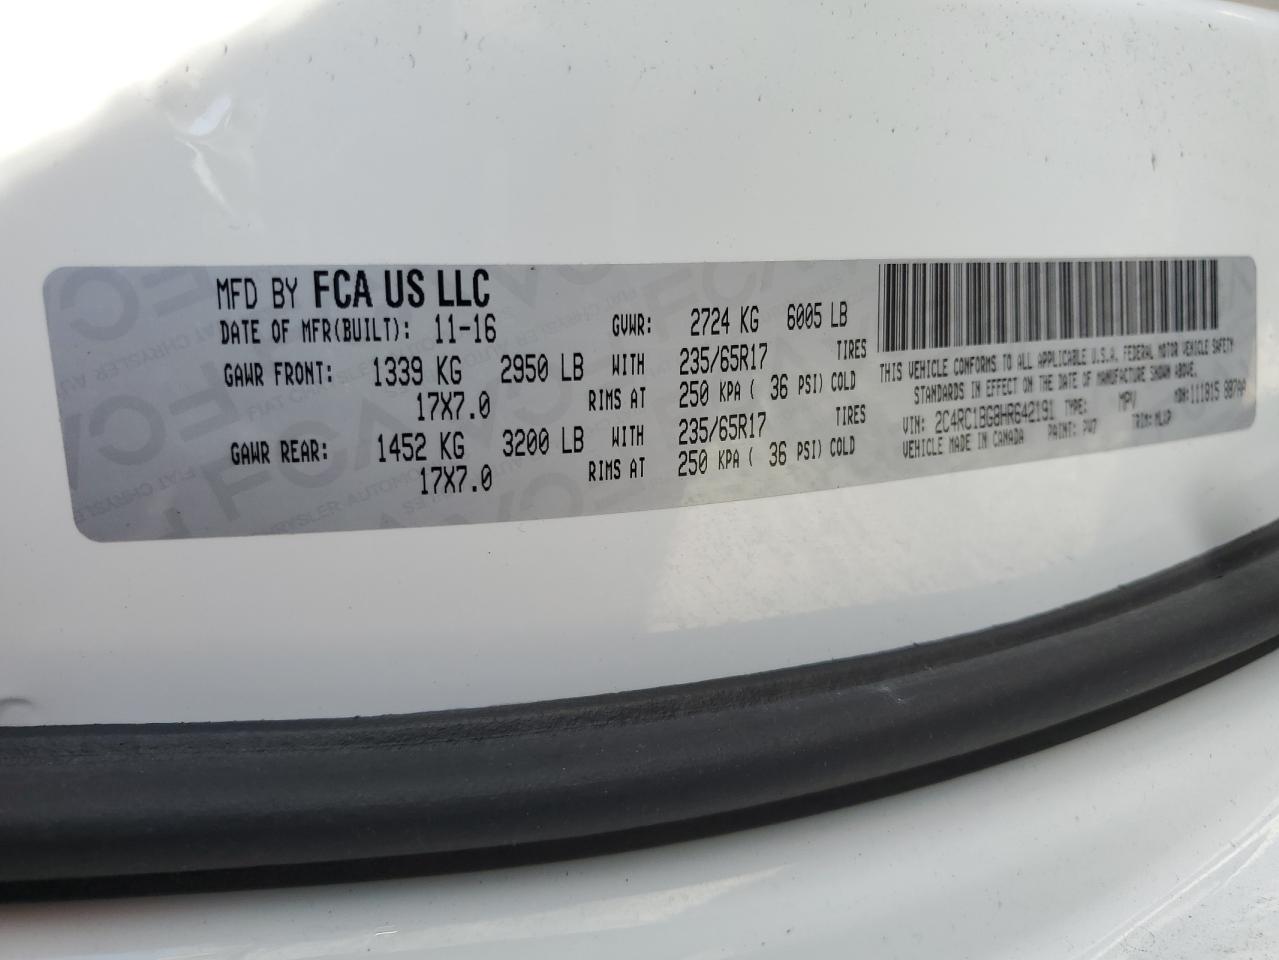 MFD BY FCA US LLC
DATE OF MFR(BUILT): 11-16 GVWR: 2724 KG 6005 LB
GAWR FRONT: 1339 KG 2950 LB WITH 235/65R17 TIRES
17X7.0 RIMS AT 250 KPA ( 36 PSI) COLD
GAWR REAR: 1452 KG 3200 LB WITH 235/65R17 TIRES
17X7.0 RIMS AT 250 KPA ( 36 PSI) COLD
THIS VEHICLE CONFORMS TO ALL APPLICABLE U.S.A. FEDERAL MOTOR VEHICLE SAFETY
STANDARDS IN EFFECT ON THE DATE OF MANUFACTURE SHOWN ABOVE.
VIN: 2C4RC1BG8HR642191 TYPE: MPV MDH: 111815
VEHICLE MADE IN CANADA PAINT: PW7 TRIM: